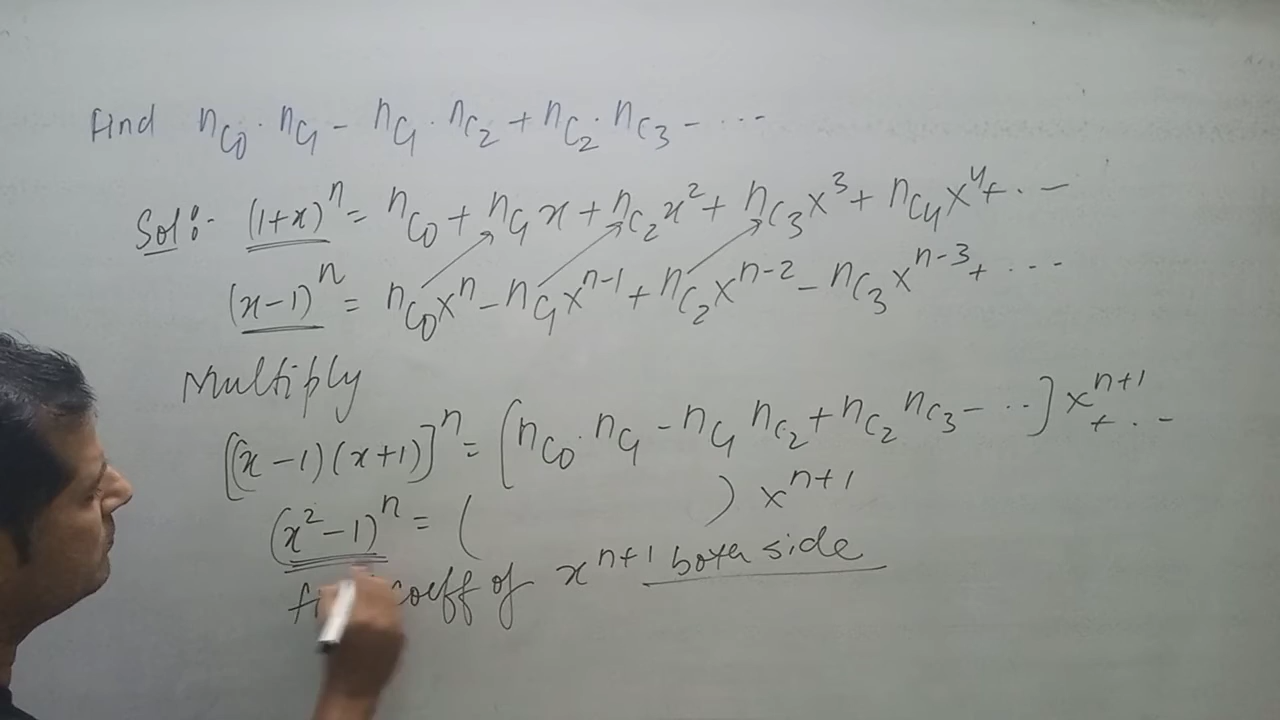 Find nC0 · nC1 - nC1 · nC2 + nC2 · nC3 - ...
Sol:- (1+x)^n = nC0 + nC1 x + nC2 x^2 + nC3 x^3 + nC4 x^4 + ...
(x-1)^n = nC0 x^n - nC1 x^(n-1) + nC2 x^(n-2) - nC3 x^(n-3) + ...
Multiply
[(x-1)(x+1)]^n = [nC0 · nC1 - nC1 nC2 + nC2 nC3 - ...] x^(n+1) + ...
(x^2-1)^n = ( ) x^(n+1)
coeff of x^(n+1) both side